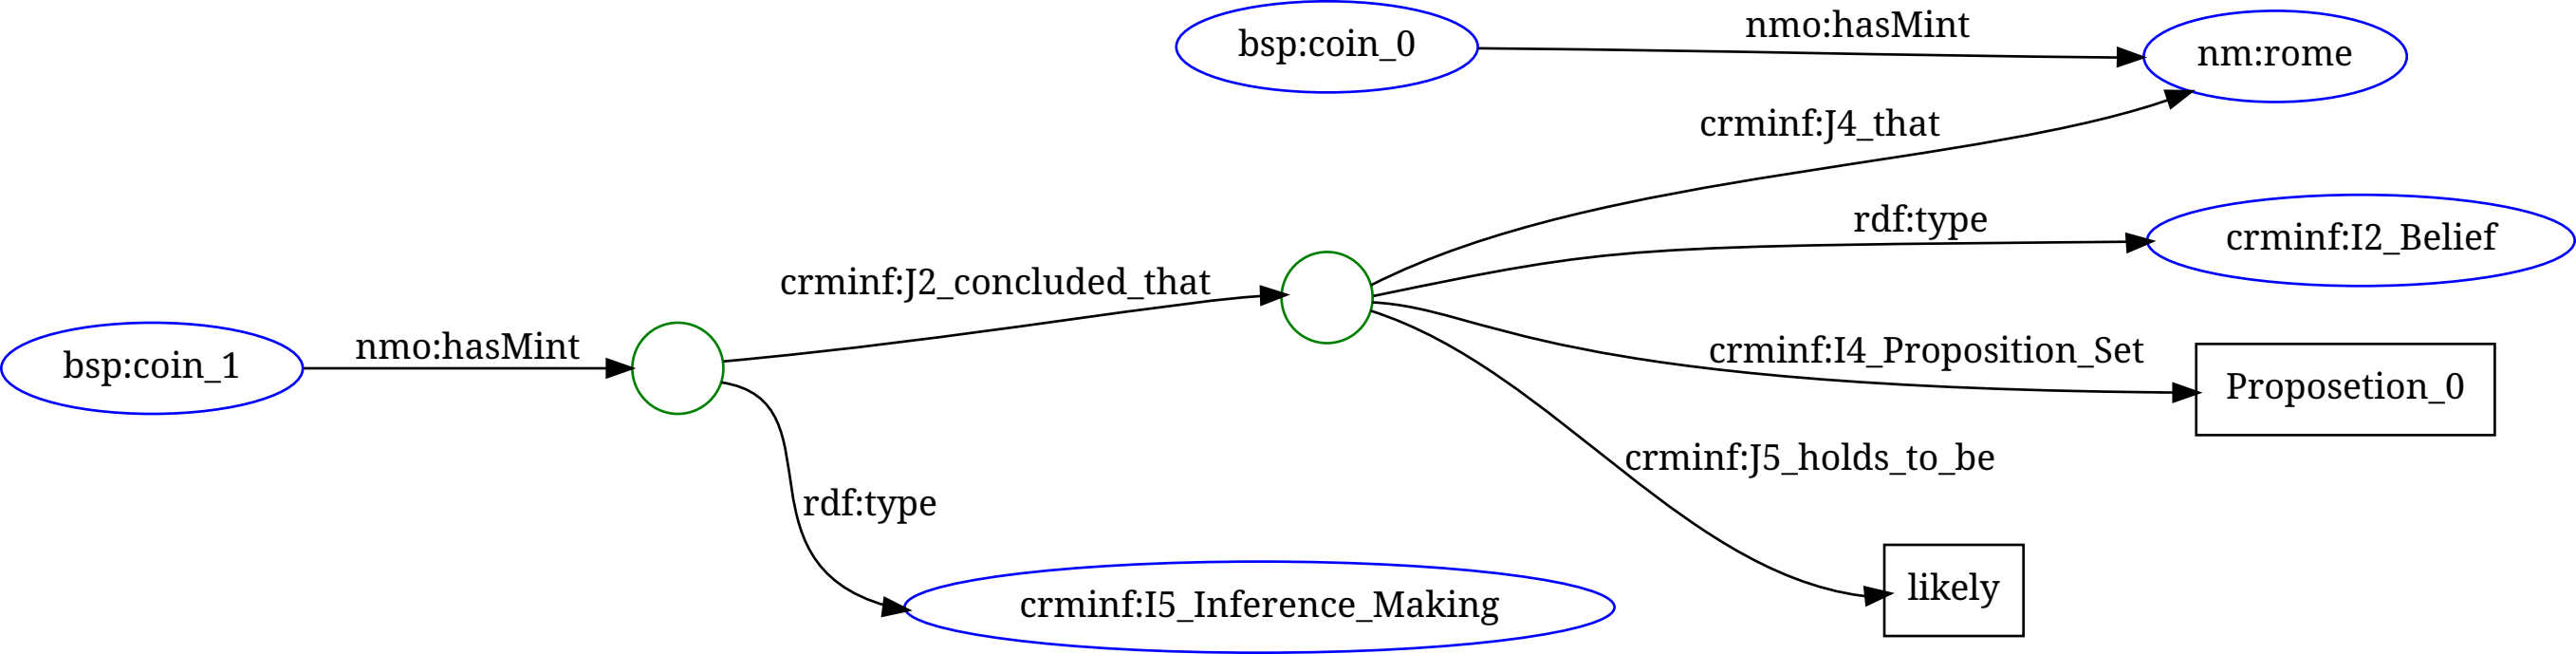 bsp:coin_0
nmo:hasMint
nm:rome
crminf:J4_that
rdf:type
crminf:I2_Belief
crminf:J2_concluded_that
bsp:coin_1
nmo:hasMint
crminf:I4_Proposition_Set
Proposetion_0
crminf:J5_holds_to_be
rdf:type
likely
crminf:I5_Inference_Making